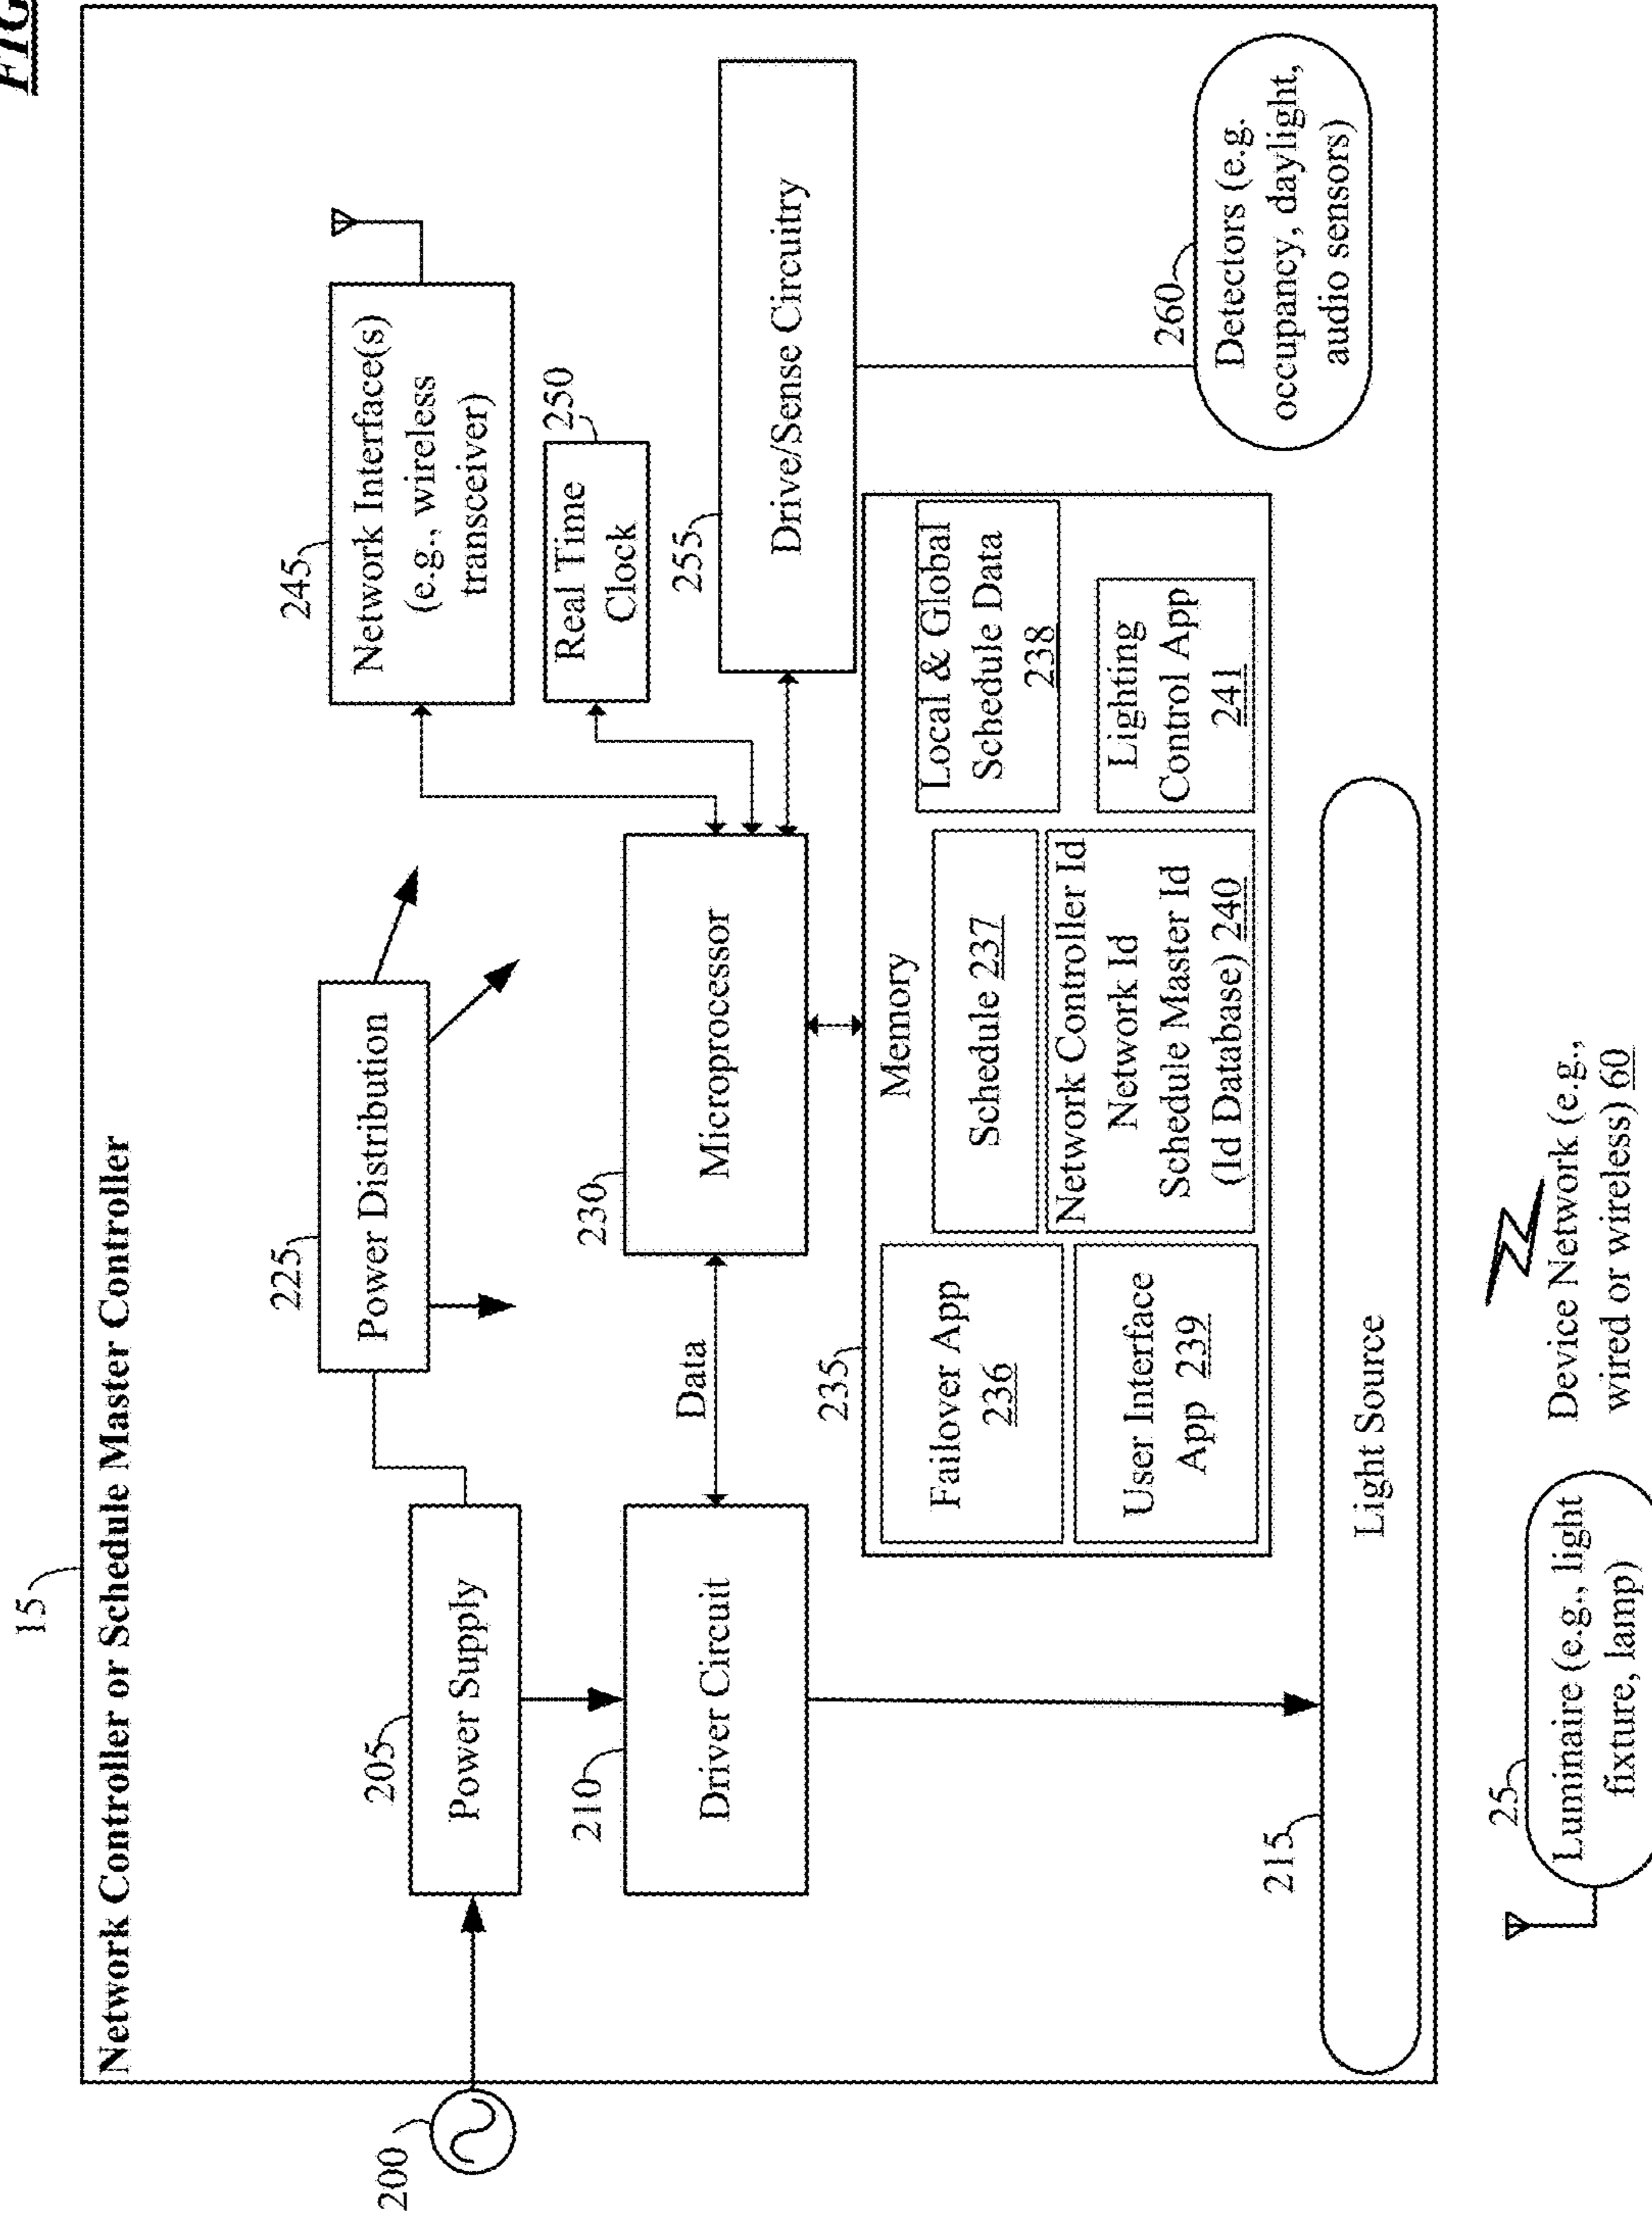 FIG
15
Network Controller or Schedule Master Controller
200
205
Power Supply
225
Power Distribution
245
Network Interface(s)
(e.g., wireless
transceiver)
250
Real Time
Clock
210
Driver Circuit
Data
230
Microprocessor
255
Drive/Sense Circuitry
235
Memory
Failover App
236
Schedule 237
Local & Global
Schedule Data
238
User Interface
App 239
Network Controller Id
Network Id
Schedule Master Id
(Id Database) 240
Lighting
Control App
241
260
Detectors (e.g.
occupancy, daylight,
audio sensors)
215
Light Source
25
Luminaire (e.g., light
fixture, lamp)
Device Network (e.g.,
wired or wireless) 60